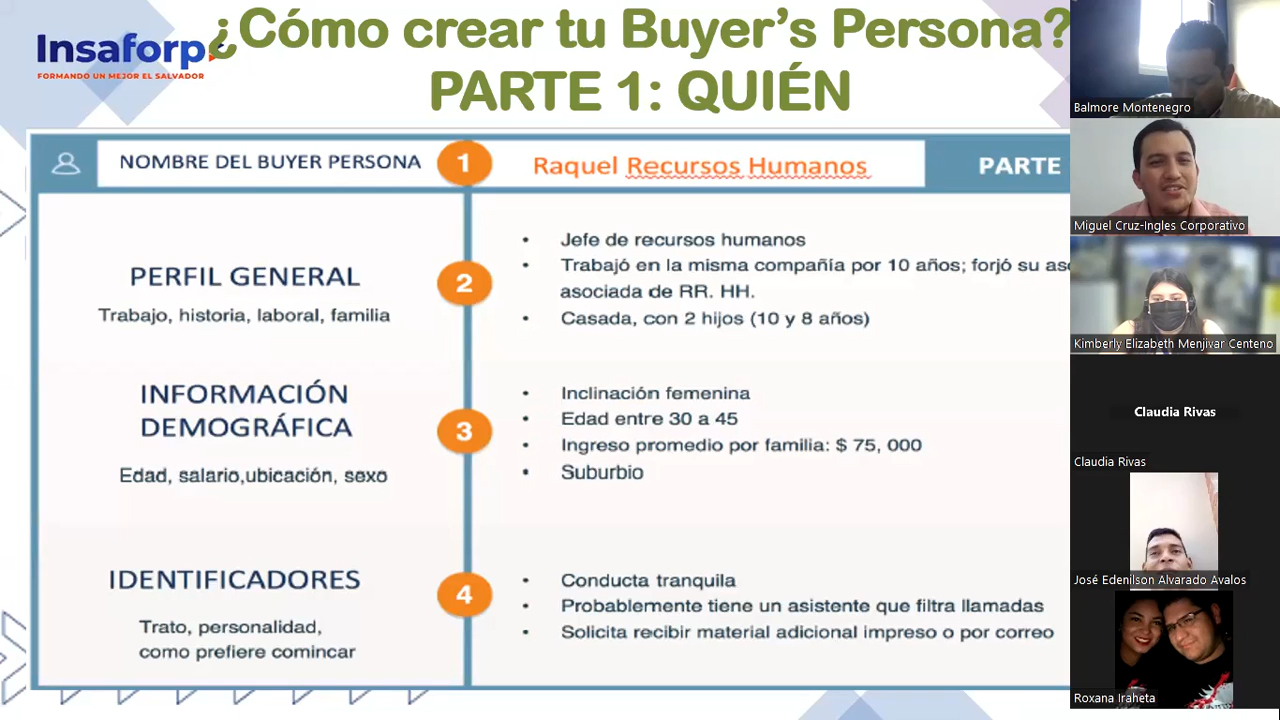 Insaforp
FORMANDO UN MEJOR EL SALVADOR
¿Cómo crear tu Buyer's Persona?
PARTE 1: QUIÉN
NOMBRE DEL BUYER PERSONA
1
Raquel Recursos Humanos
PARTE
PERFIL GENERAL
Trabajo, historia, laboral, familia
2
• Jefe de recursos humanos
• Trabajó en la misma compañía por 10 años; forjó su
asociada de RR. HH.
• Casada, con 2 hijos (10 y 8 años)
INFORMACIÓN
DEMOGRÁFICA
Edad, salario,ubicación, sexo
3
• Inclinación femenina
• Edad entre 30 a 45
• Ingreso promedio por familia: $ 75, 000
• Suburbio
IDENTIFICADORES
Trato, personalidad,
como prefiere comincar
4
• Conducta tranquila
• Probablemente tiene un asistente que filtra llamadas
• Solicita recibir material adicional impreso o por correo
Balmore Montenegro
Miguel Cruz-Ingles Corporativo
Kimberly Elizabeth Menjivar Centeno
Claudia Rivas
Claudia Rivas
José Edenilson Alvarado Avalos
Roxana Iraheta